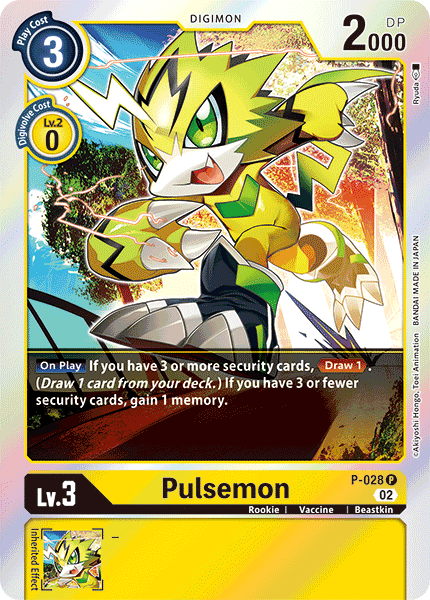 DIGIMON
Play Cost
3
2000
DP
Digivolve Cost
Lv.2
0
Ryuda
©Akiyoshi Hongo, Toei Animation BANDAI MADE IN JAPAN
On Play If you have 3 or more security cards, Draw 1 .
(Draw 1 card from your deck.) If you have 3 or fewer
security cards, gain 1 memory.
P-028 P
Lv.3
Pulsemon
02
Rookie | Vaccine | Beastkin
Inherited Effect
–